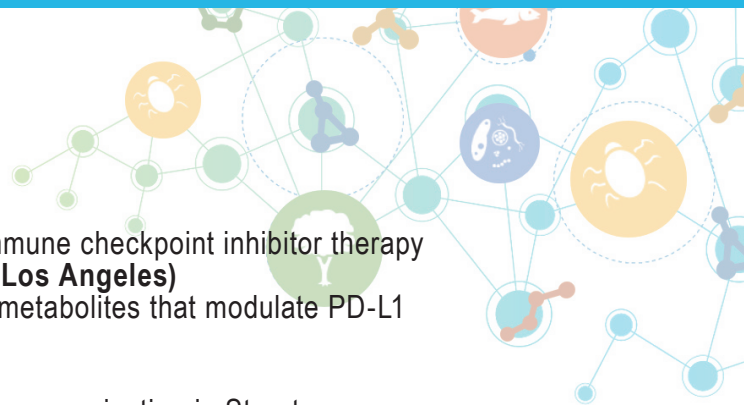 mmune checkpoint inhibitor therapy
Los Angeles)
metabolites that modulate PD-L1